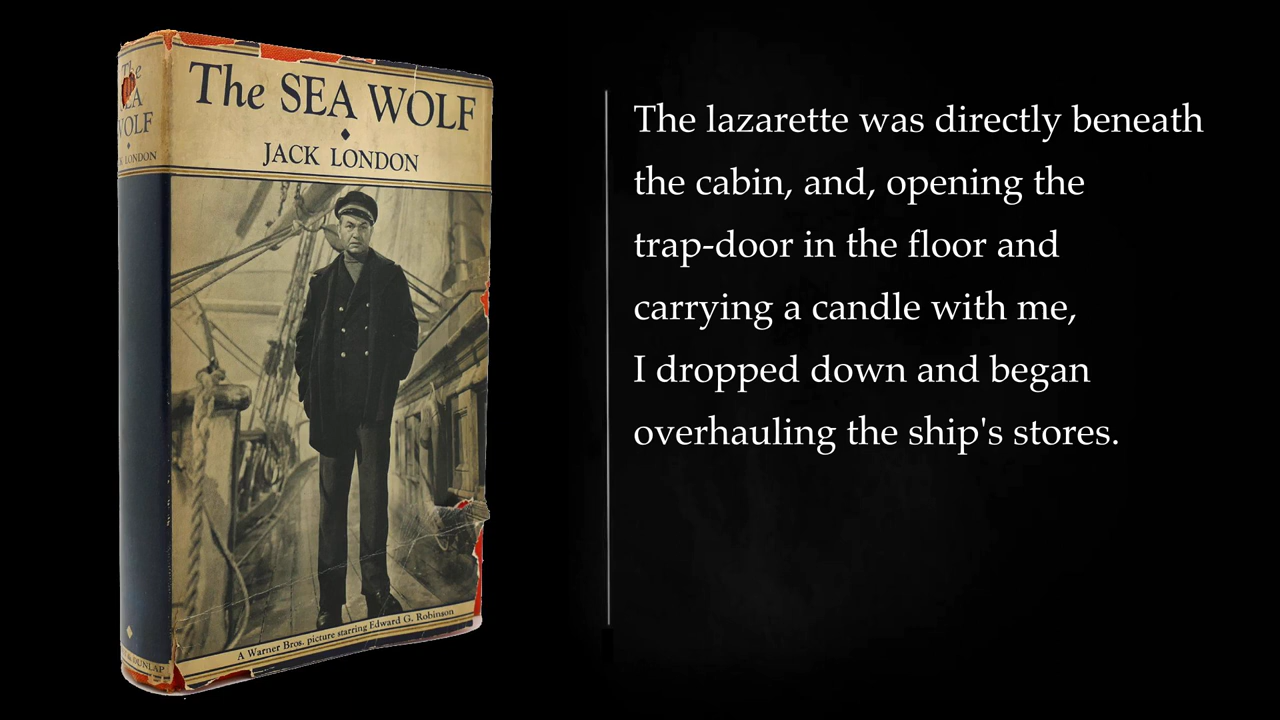 The
SEA
WOLF
LONDON
DUNLAP
The SEA WOLF
JACK LONDON
A Warner Bros. picture starring Edward G. Robinson
The lazarette was directly beneath
the cabin, and, opening the
trap-door in the floor and
carrying a candle with me,
I dropped down and began
overhauling the ship's stores.